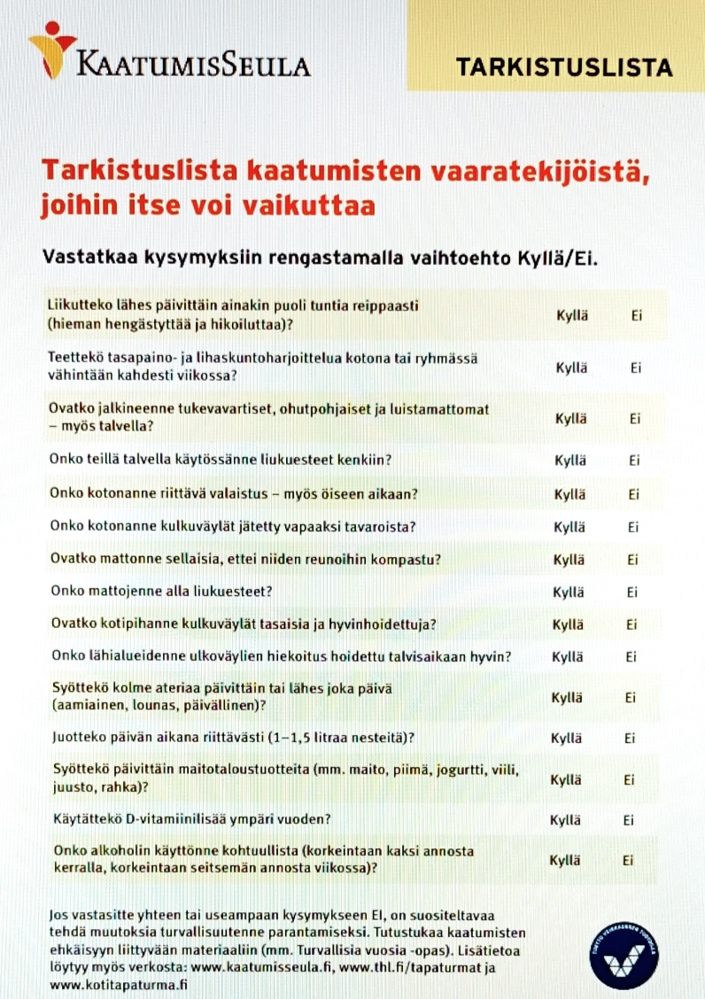 KAATUMISSEULA
TARKISTUSLISTA
Tarkistuslista kaatumisten vaaratekijöistä,
joihin itse voi vaikuttaa
Vastatkaa kysymyksiin rengastamalla vaihtoehto Kyllä/Ei.
Liikutteko lähes päivittäin ainakin puoli tuntia reippaasti
(hieman hengästyttää ja hikoiluttaa)?
Kyllä Ei
Teettekö tasapaino- ja lihaskuntoharjoittelua kotona tai ryhmässä
vähintään kahdesti viikossa?
Kyllä Ei
Ovatko jalkineenne tukevavartiset, ohutpohjaiset ja luistamattomat
– myös talvella?
Kyllä Ei
Onko teillä talvella käytössänne liukuesteet kenkiin? Kyllä Ei
Onko kotonanne riittävä valaistus – myös öiseen aikaan? Kyllä Ei
Onko kotonanne kulkuväylät jätetty vapaaksi tavaroista? Kyllä Ei
Ovatko mattonne sellaisia, ettei niiden reunoihin kompastu? Kyllä Ei
Onko mattojenne alla liukuesteet? Kyllä Ei
Ovatko kotipihanne kulkuväylät tasaisia ja hyvinhoidettuja? Kyllä Ei
Onko lähialueidenne ulkoväylien hiekoitus hoidettu talvisaikaan hyvin? Kyllä Ei
Syöttekö kolme ateriaa päivittäin tai lähes joka päivä
(aamiainen, lounas, päivällinen)?
Kyllä Ei
Juotteko päivän aikana riittävästi (1–1,5 litraa nesteitä)? Kyllä Ei
Syöttekö päivittäin maitotaloustuotteita (mm. maito, piimä, jogurtti, viili,
juusto, rahka)?
Kyllä Ei
Käytättekö D-vitamiinilisää ympäri vuoden? Kyllä Ei
Onko alkoholin käyttönne kohtuullista (korkeintaan kaksi annosta
kerralla, korkeintaan seitsemän annosta viikossa)?
Kyllä Ei
Jos vastasitte yhteen tai useampaan kysymykseen EI, on suositeltavaa
tehdä muutoksia turvallisuutenne parantamiseksi. Tutustukaa kaatumisten
ehkäisyyn liittyvään materiaaliin (mm. Turvallisia vuosia -opas). Lisätietoa
löytyy myös verkosta: www.kaatumisseula.fi, www.thl.fi/tapaturmat ja
www.kotitapaturma.fi
TUETTU VEIKKAUKSEN TUOTOILLA